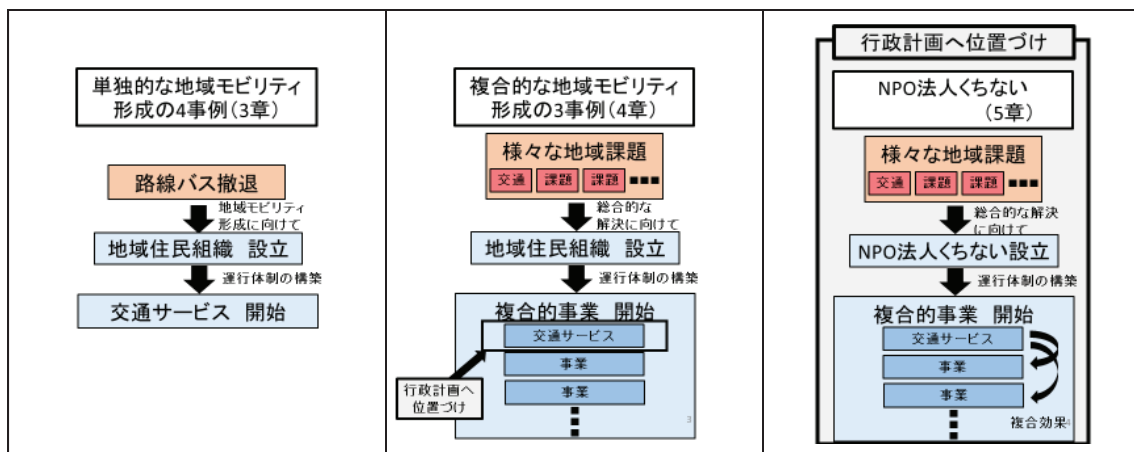 単独的な地域モビリティ
形成の4事例(3章)
路線バス撤退
地域モビリティ
形成に向けて
地域住民組織 設立
運行体制の構築
交通サービス 開始
複合的な地域モビリティ
形成の3事例(4章)
様々な地域課題
交通 課題 課題 ■■■
総合的な
解決に向けて
地域住民組織 設立
運行体制の構築
複合的事業 開始
交通サービス
事業
事業
行政計画へ
位置づけ
3
行政計画へ位置づけ
NPO法人くちない
(5章)
様々な地域課題
交通 課題 課題 ■■■
総合的な解決
に向けて
NPO法人くちない設立
運行体制の構築
複合的事業 開始
交通サービス
事業
事業
複合効果